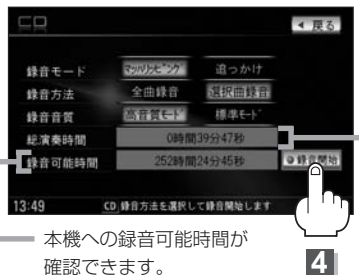 CD
◀ 戻る
録音モード マッハリッピング 追っかけ
録音方法 全曲録音 選択曲録音
録音音質 高音質モード 標準モード
総演奏時間 0時間39分47秒
録音可能時間 252時間24分45秒 録音開始
13:49 CD 録音方法を選択して録音開始します
本機への録音可能時間が
確認できます。
4